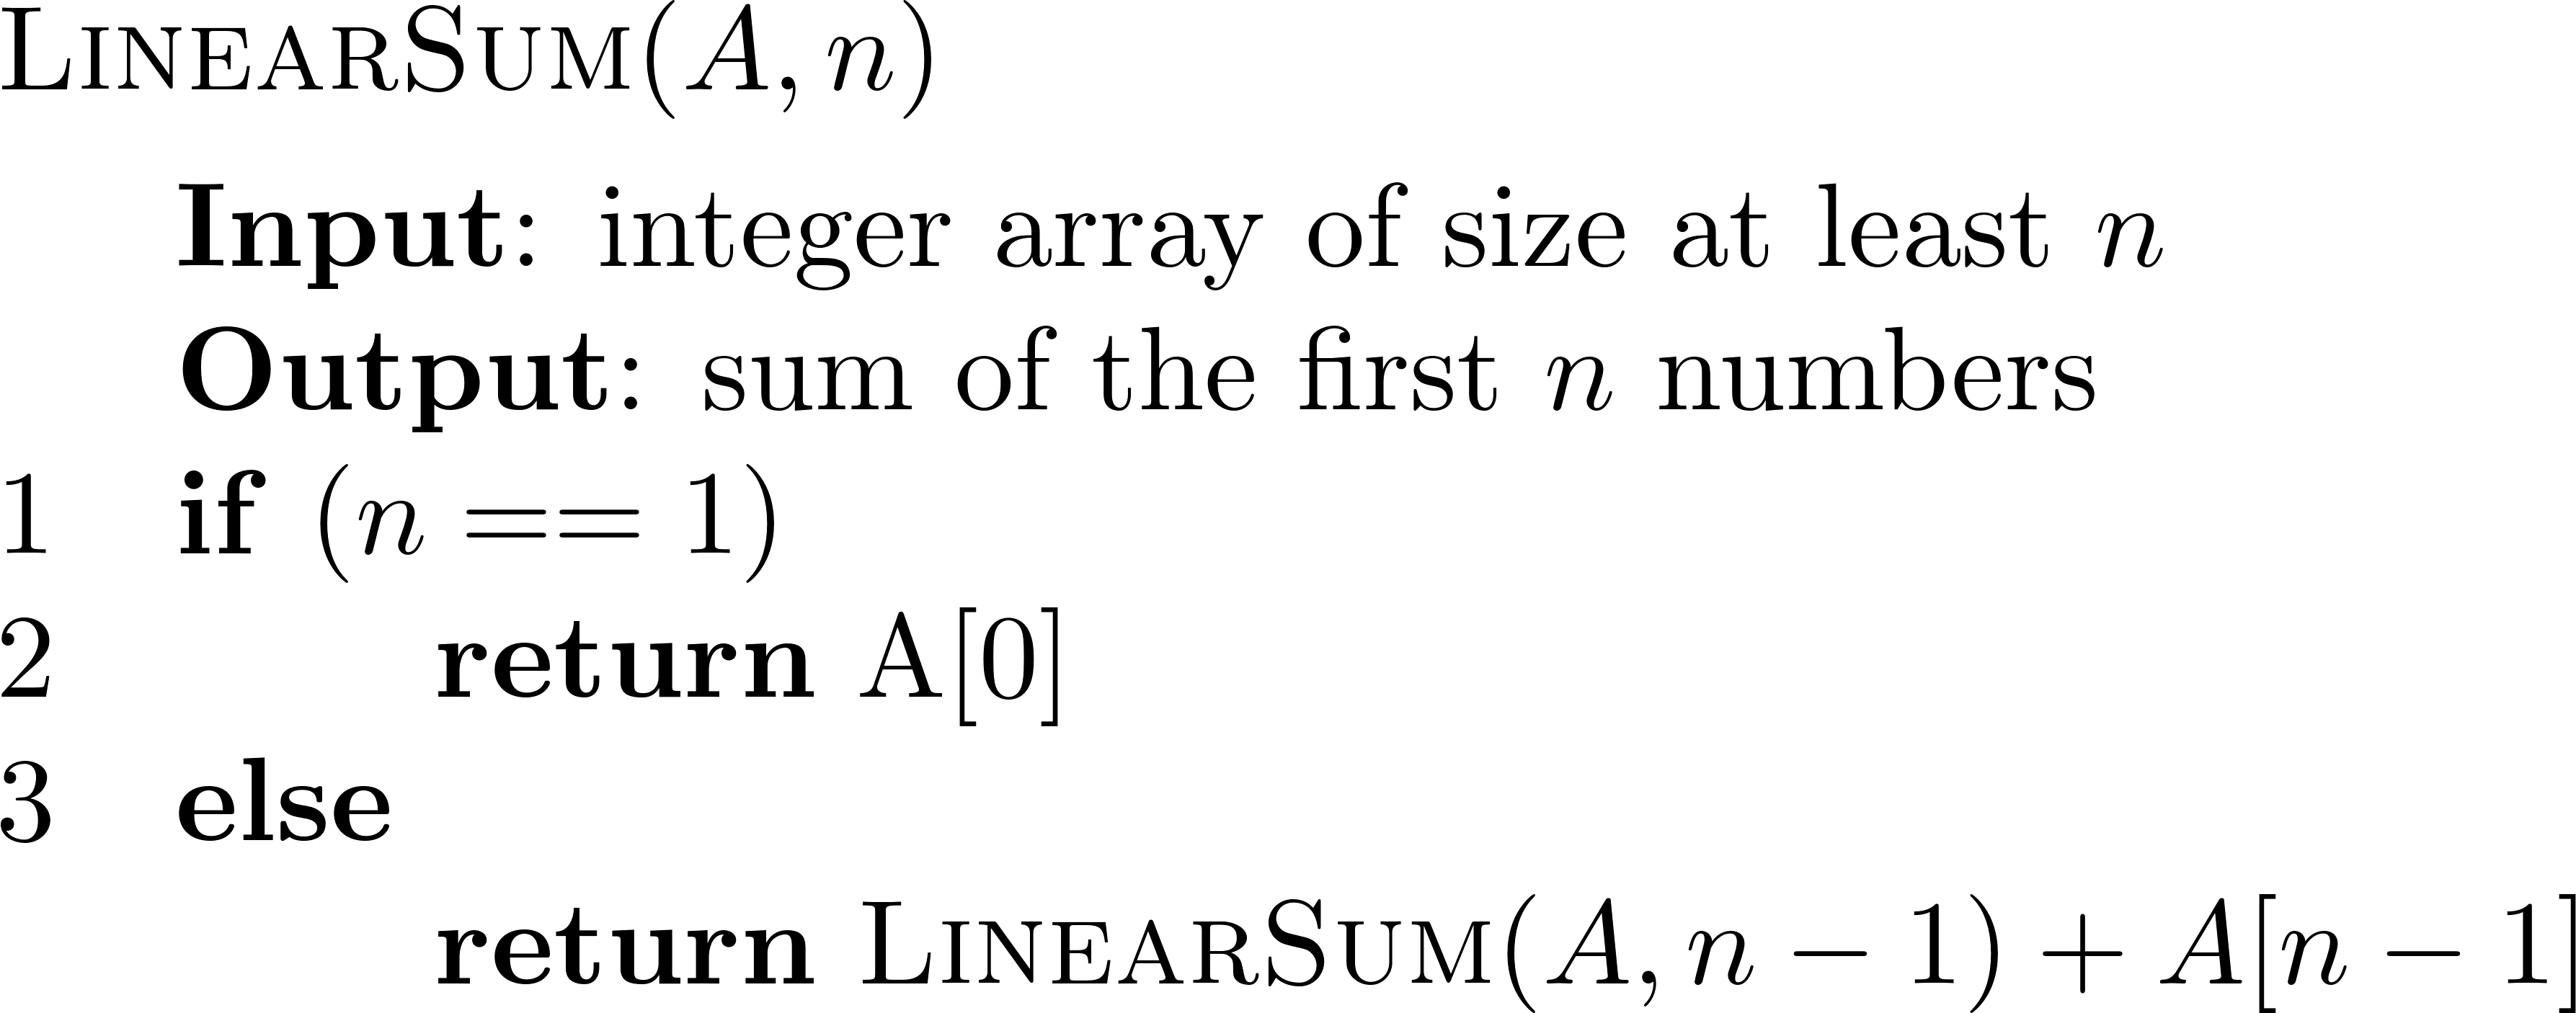 LINEARSUM(A, n)
Input: integer array of size at least n
Output: sum of the first n numbers
1 if (n == 1)
2 return A[0]
3 else
return LINEARSUM(A, n − 1) + A[n − 1]